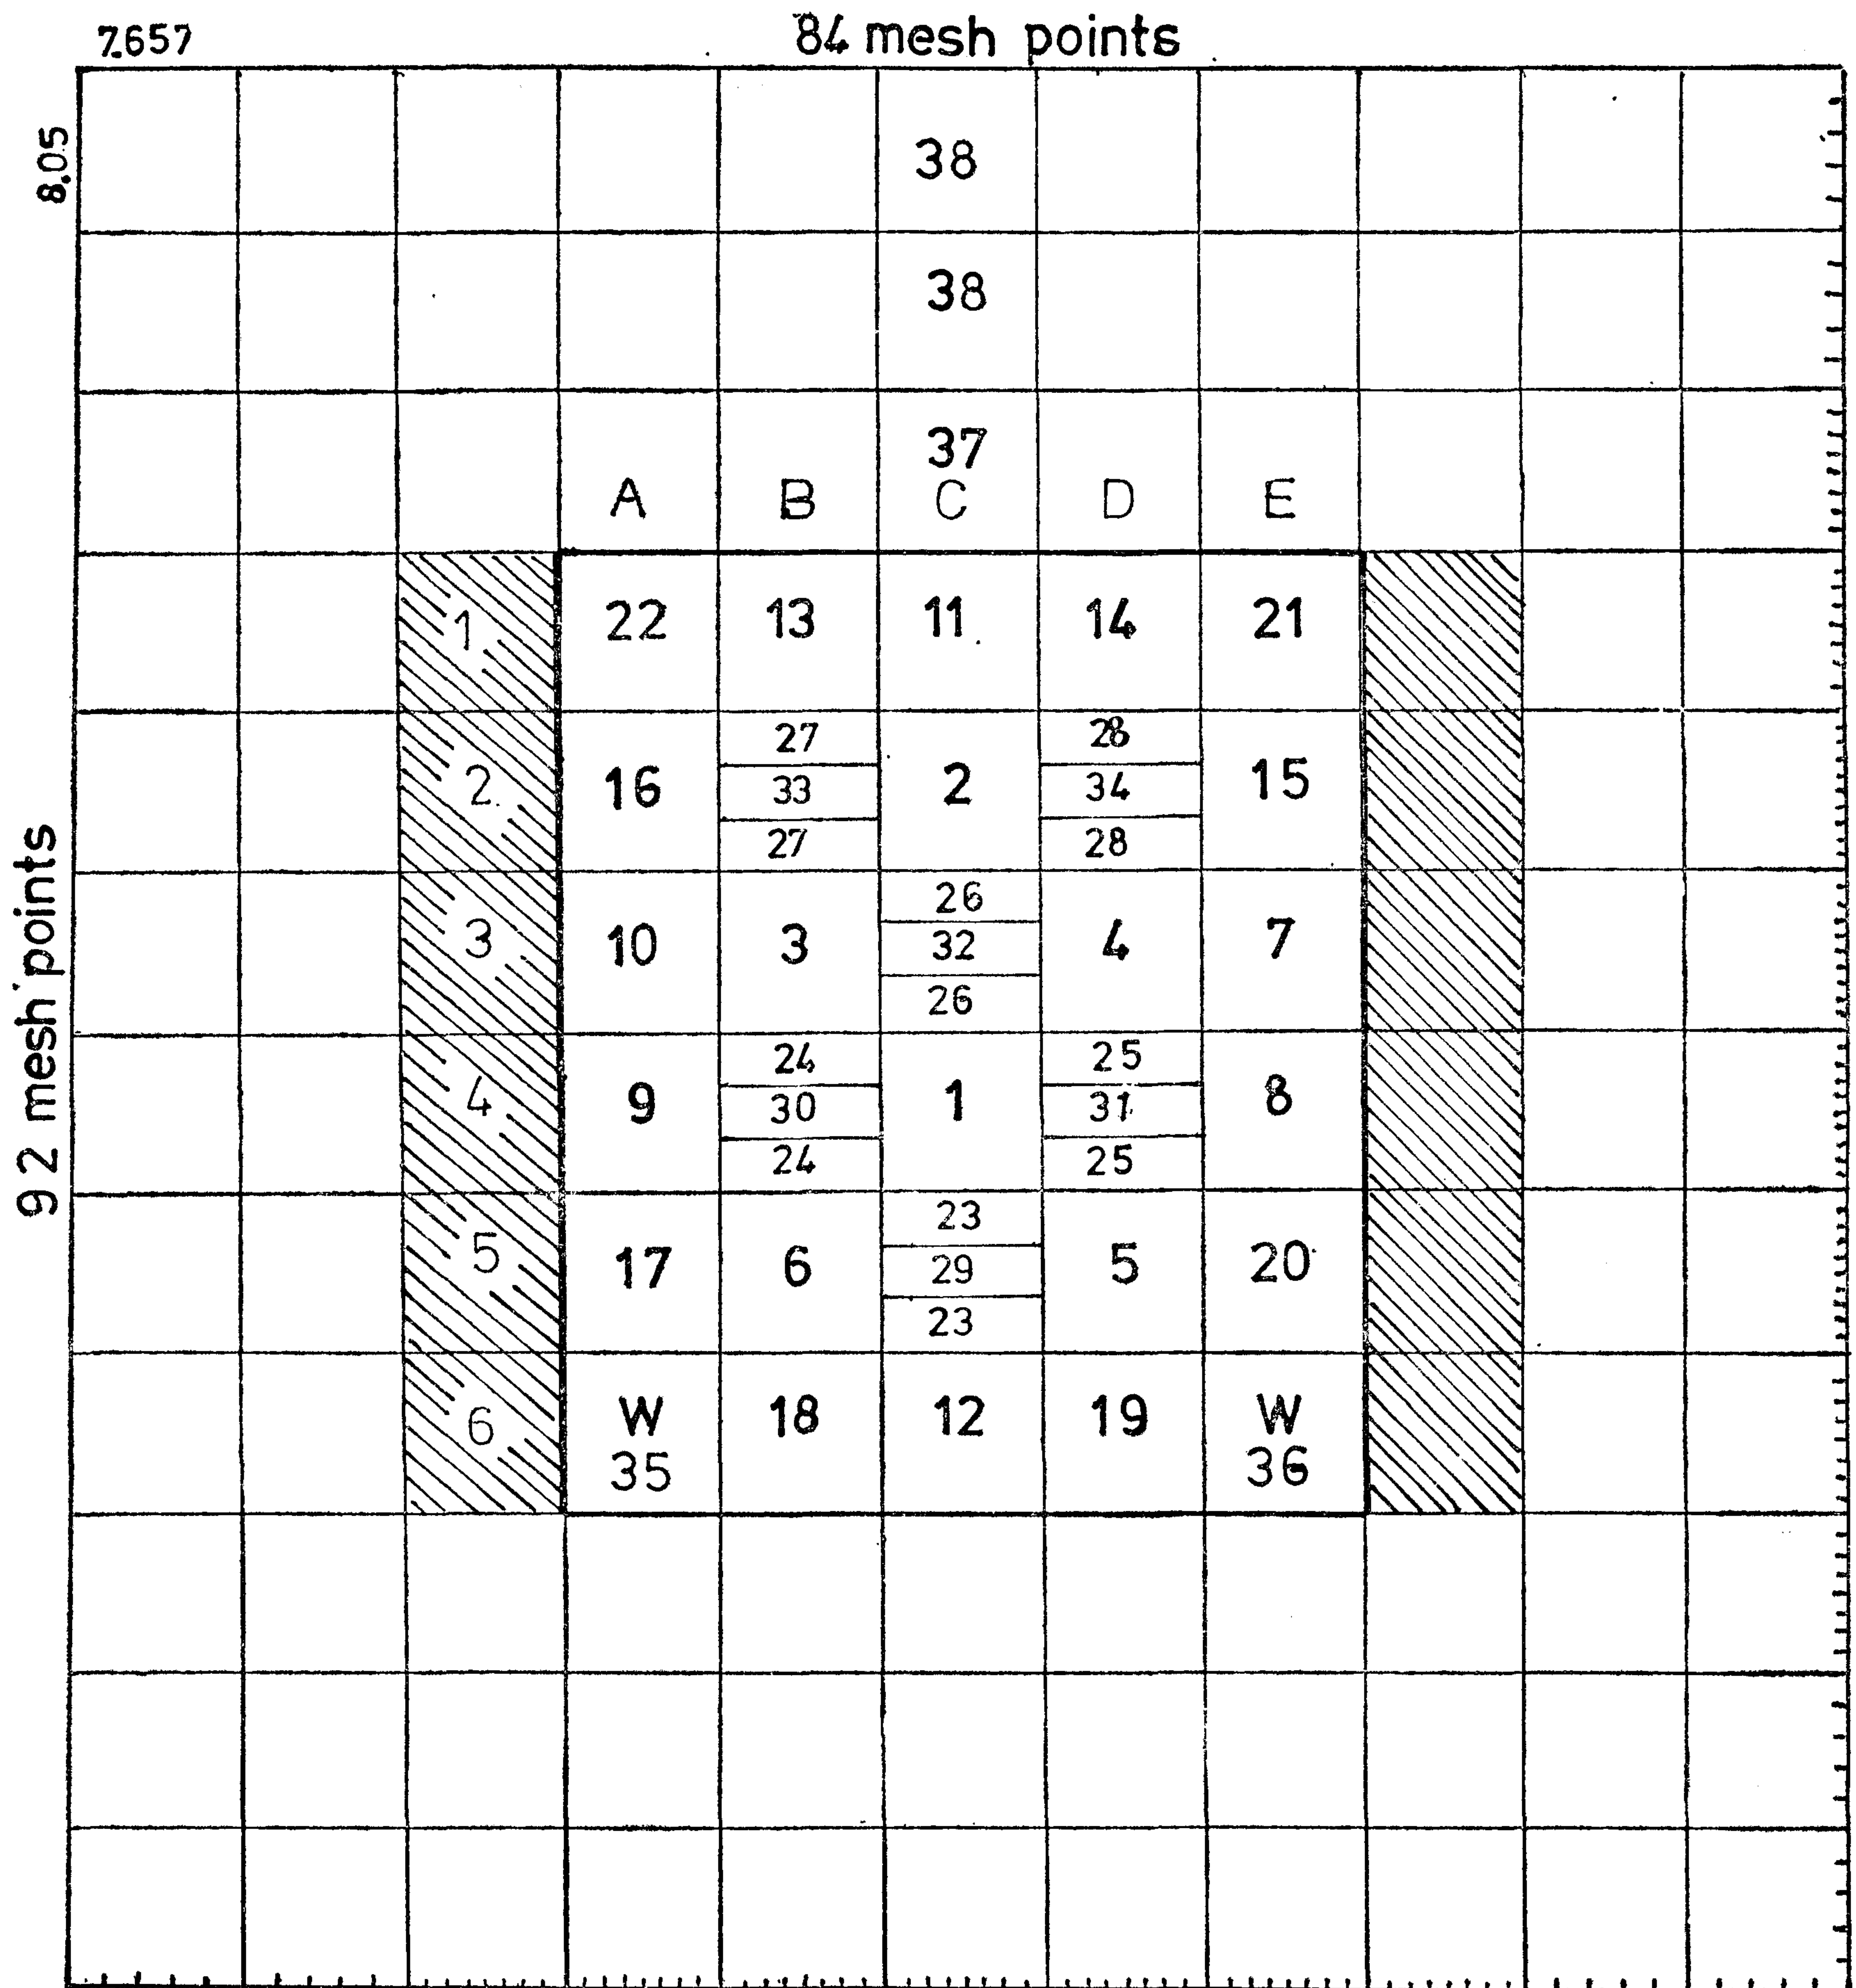 7.657 84 mesh points
8.05
38
38
37
A B C D E
1 22 13 11 14 21
27 28
2 16 33 2 34 15
27 28
26
3 10 3 32 4 7
26
24 25
4 9 30 1 31 8
24 25
23
5 17 6 29 5 20
23
6 W 18 12 19 W
35 36
92 mesh points